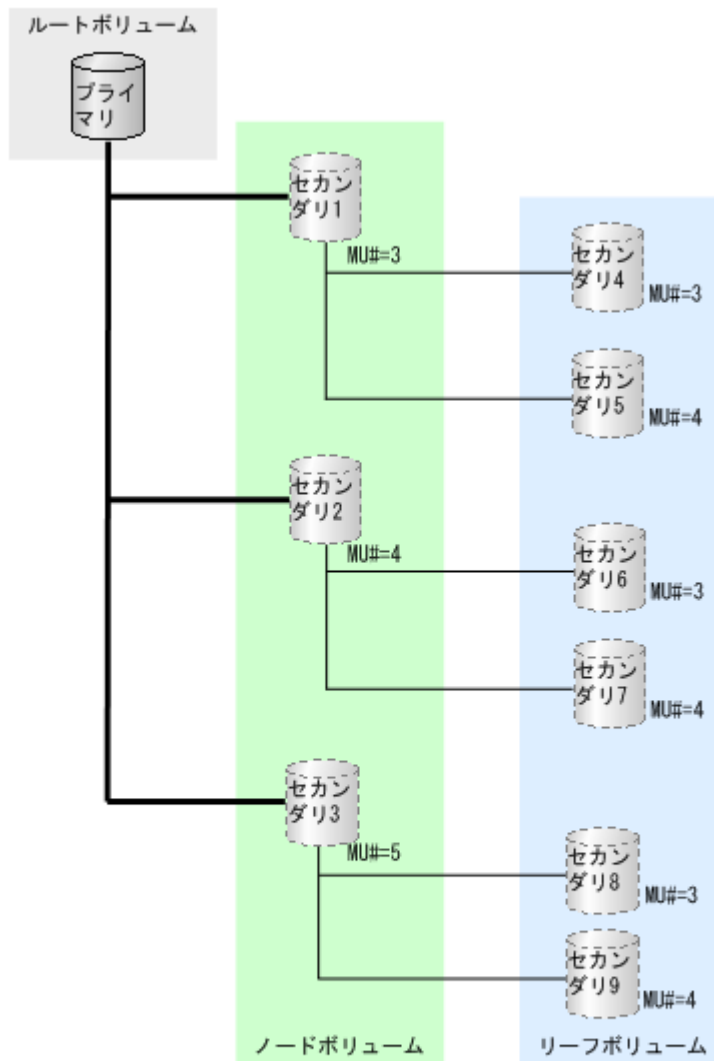 ルートボリューム
プライ
マリ
セカン
ダリ1
MU#=3
セカン
ダリ4
MU#=3
セカン
ダリ5
MU#=4
セカン
ダリ2
MU#=4
セカン
ダリ6
MU#=3
セカン
ダリ7
MU#=4
セカン
ダリ3
MU#=5
セカン
ダリ8
MU#=3
セカン
ダリ9
MU#=4
ノードボリューム
リーフボリューム